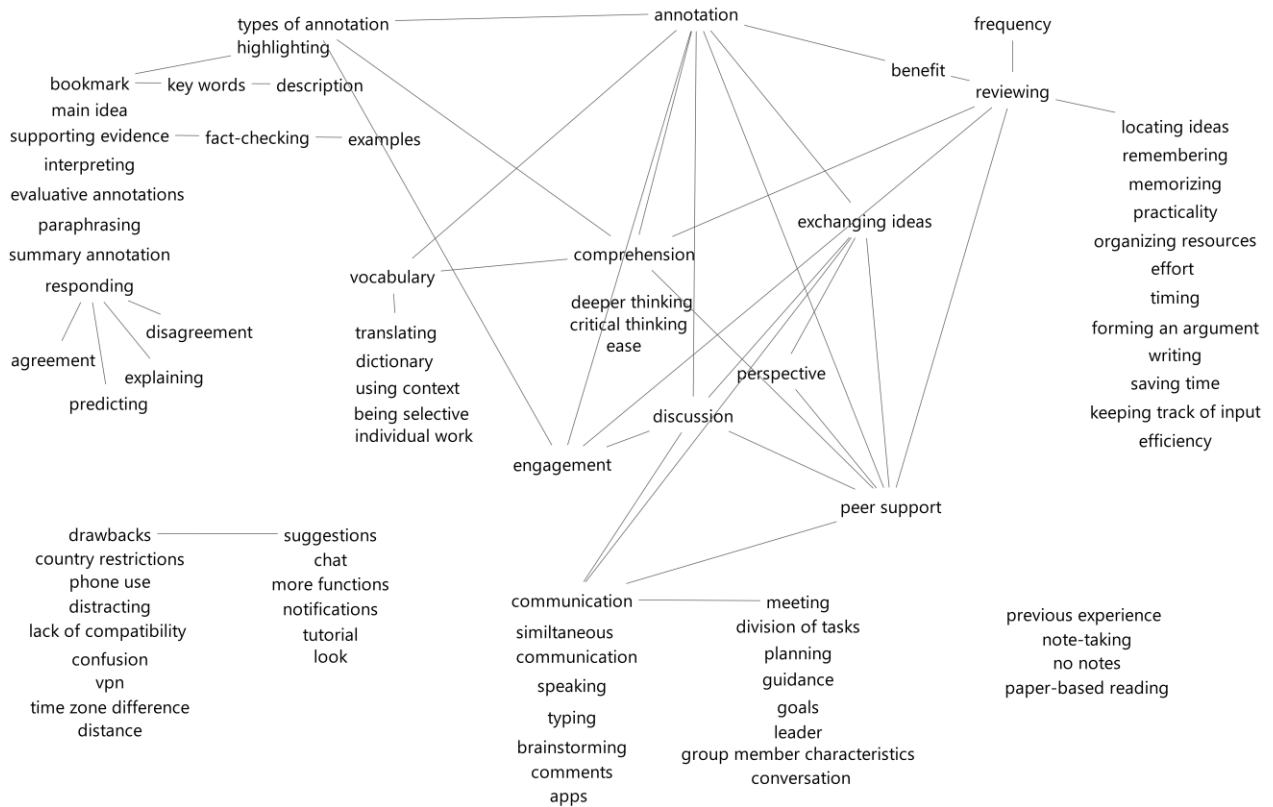 types of annotation
highlighting
annotation
frequency
benefit
reviewing
bookmark
key words
description
main idea
supporting evidence
fact-checking
examples
interpreting
evaluative annotations
paraphrasing
summary annotation
responding
disagreement
agreement
explaining
predicting
vocabulary
translating
dictionary
using context
being selective
individual work
comprehension
deeper thinking
critical thinking
ease
exchanging ideas
perspective
discussion
engagement
peer support
locating ideas
remembering
memorizing
practicality
organizing resources
effort
timing
forming an argument
writing
saving time
keeping track of input
efficiency
drawbacks
country restrictions
phone use
distracting
lack of compatibility
confusion
vpn
time zone difference
distance
suggestions
chat
more functions
notifications
tutorial
look
communication
similtaneous
communication
speaking
typing
brainstorming
comments
apps
meeting
division of tasks
planning
guidance
goals
leader
group member characteristics
conversation
previous experience
note-taking
no notes
paper-based reading